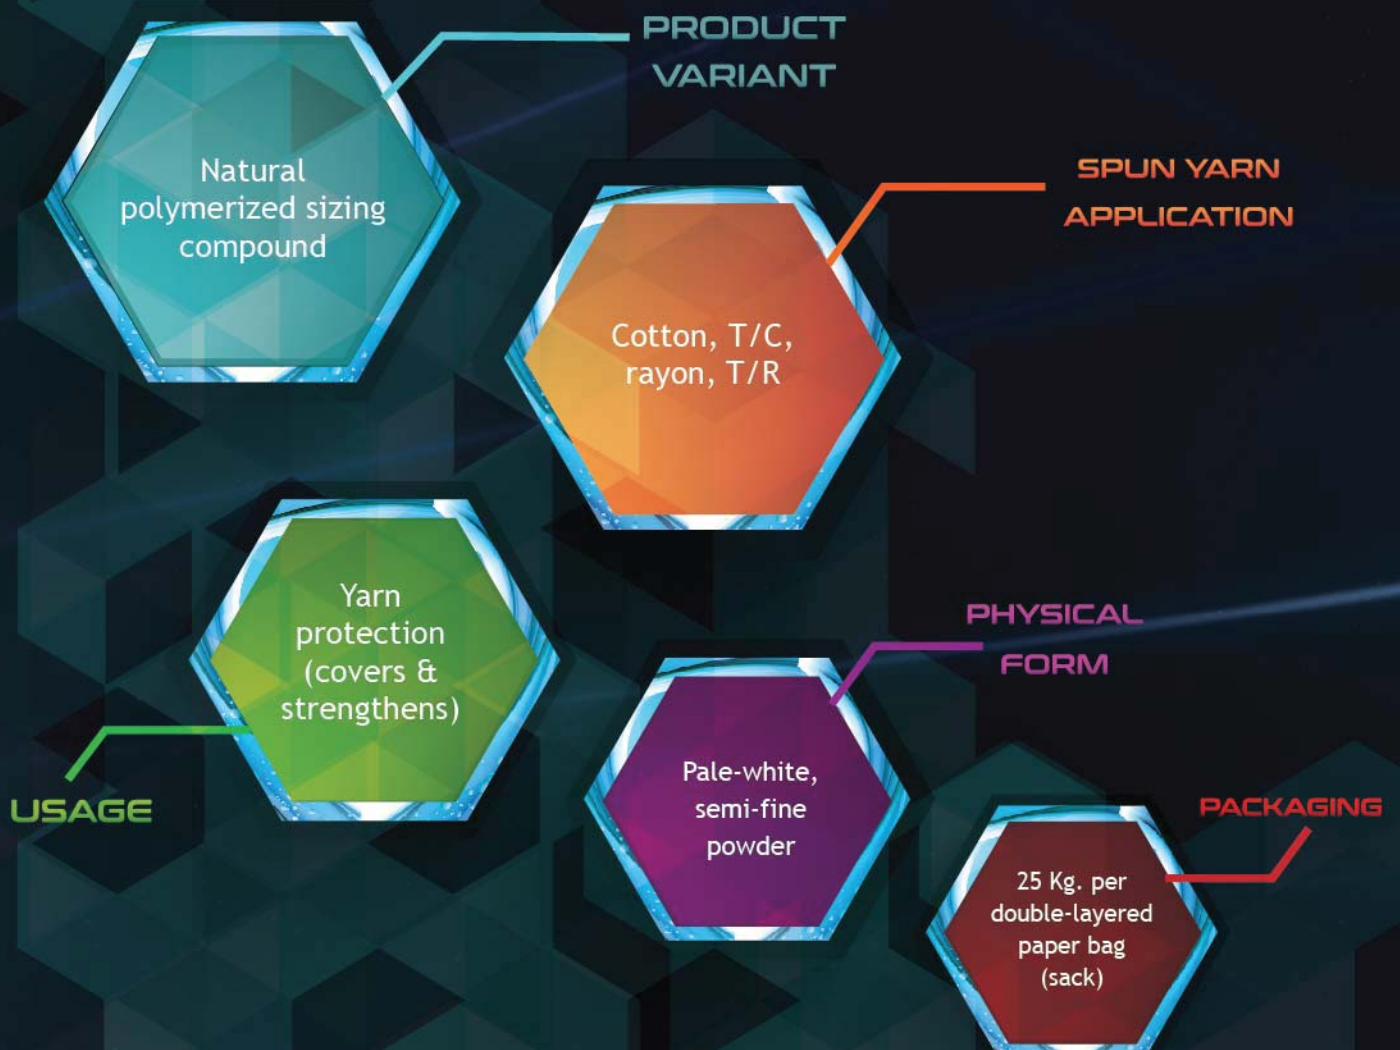 PRODUCT
VARIANT
Natural
polymerized sizing
compound
SPUN YARN
APPLICATION
Cotton, T/C,
rayon, T/R
Yarn
protection
(covers &
strengthens)
USAGE
PHYSICAL
FORM
Pale-white,
semi-fine
powder
PACKAGING
25 Kg. per
double-layered
paper bag
(sack)